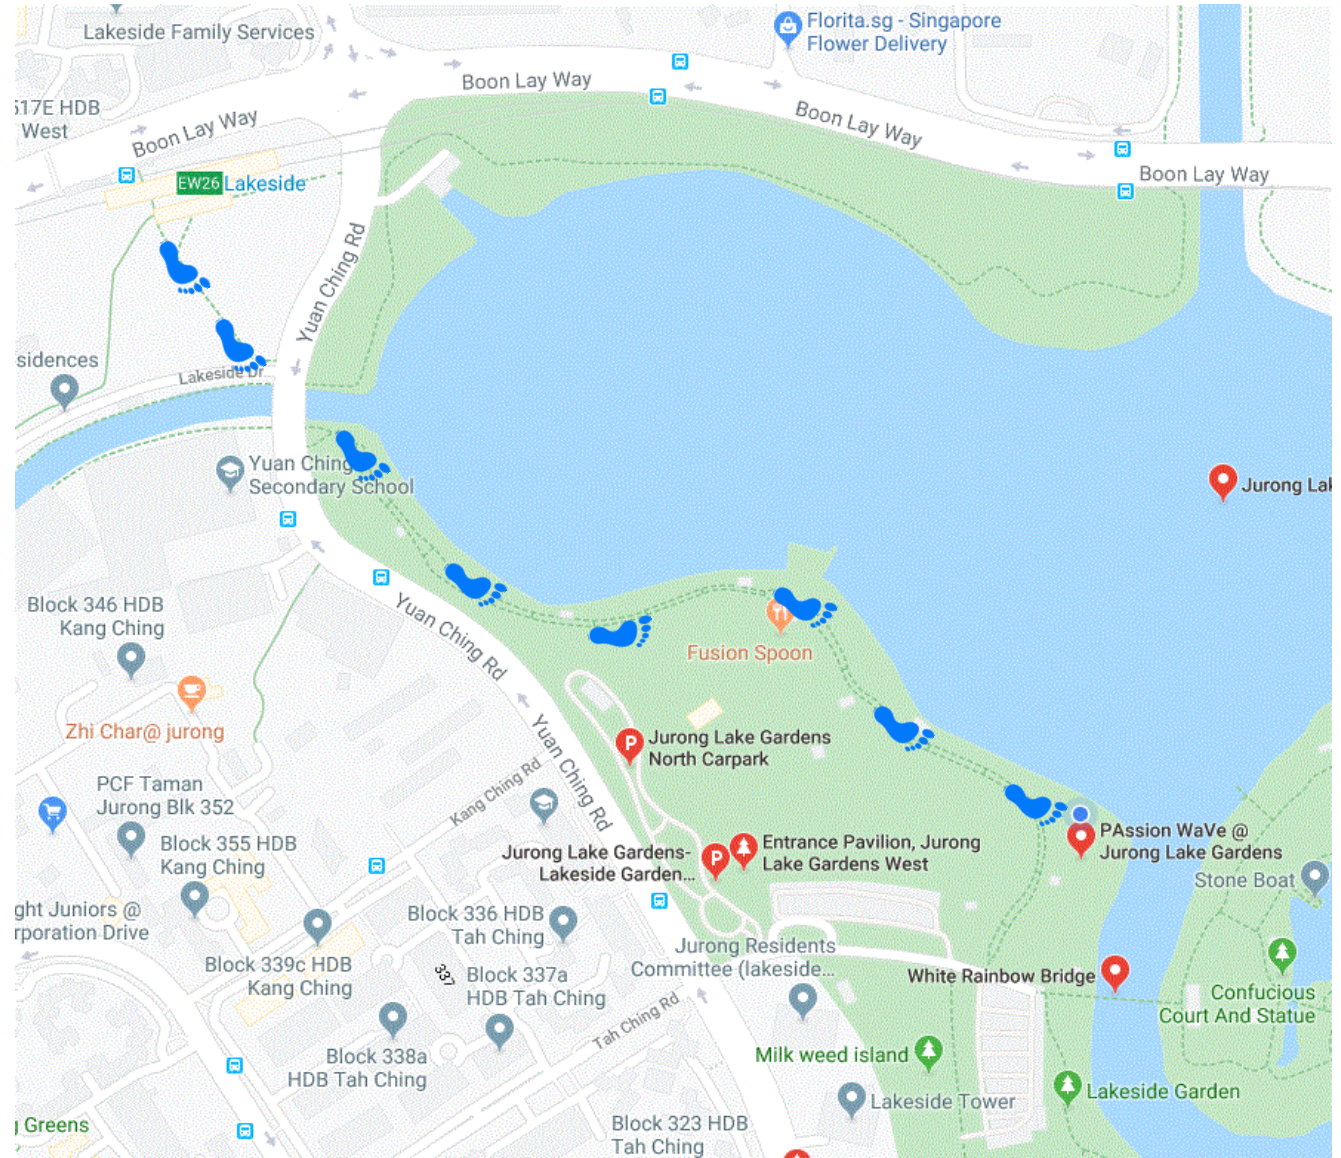 Lakeside Family Services
Florita.sg - Singapore
Flower Delivery
Boon Lay Way
517E HDB
West
Boon Lay Way
Boon Lay Way
Boon Lay Way
EW26 Lakeside
Yuan Ching Rd
sidences
Lakeside Dr
Yuan Ching
Secondary School
Jurong Lak
Block 346 HDB
Kang Ching
Yuan Ching Rd
Fusion Spoon
Zhi Char@ jurong
Yuan Ching Rd
P Jurong Lake Gardens
North Carpark
Kang Ching Rd
PCF Taman
Jurong Blk 352
Block 355 HDB
Kang Ching
Jurong Lake Gardens-
Lakeside Garden...
P
Entrance Pavilion, Jurong
Lake Gardens West
PAssion WaVe @
Jurong Lake Gardens
Stone Boat
ght Juniors @
rporation Drive
Block 336 HDB
Tah Ching
Block 339c HDB
Kang Ching
337
Block 337a
HDB Tah Ching
Jurong Residents
Committee (lakeside...
White Rainbow Bridge
Confucious
Court And Statue
Tah Ching Rd
Block 338a
HDB Tah Ching
Milk weed island
Lakeside Garden
Lakeside Tower
Block 323 HDB
Tah Ching
g Greens